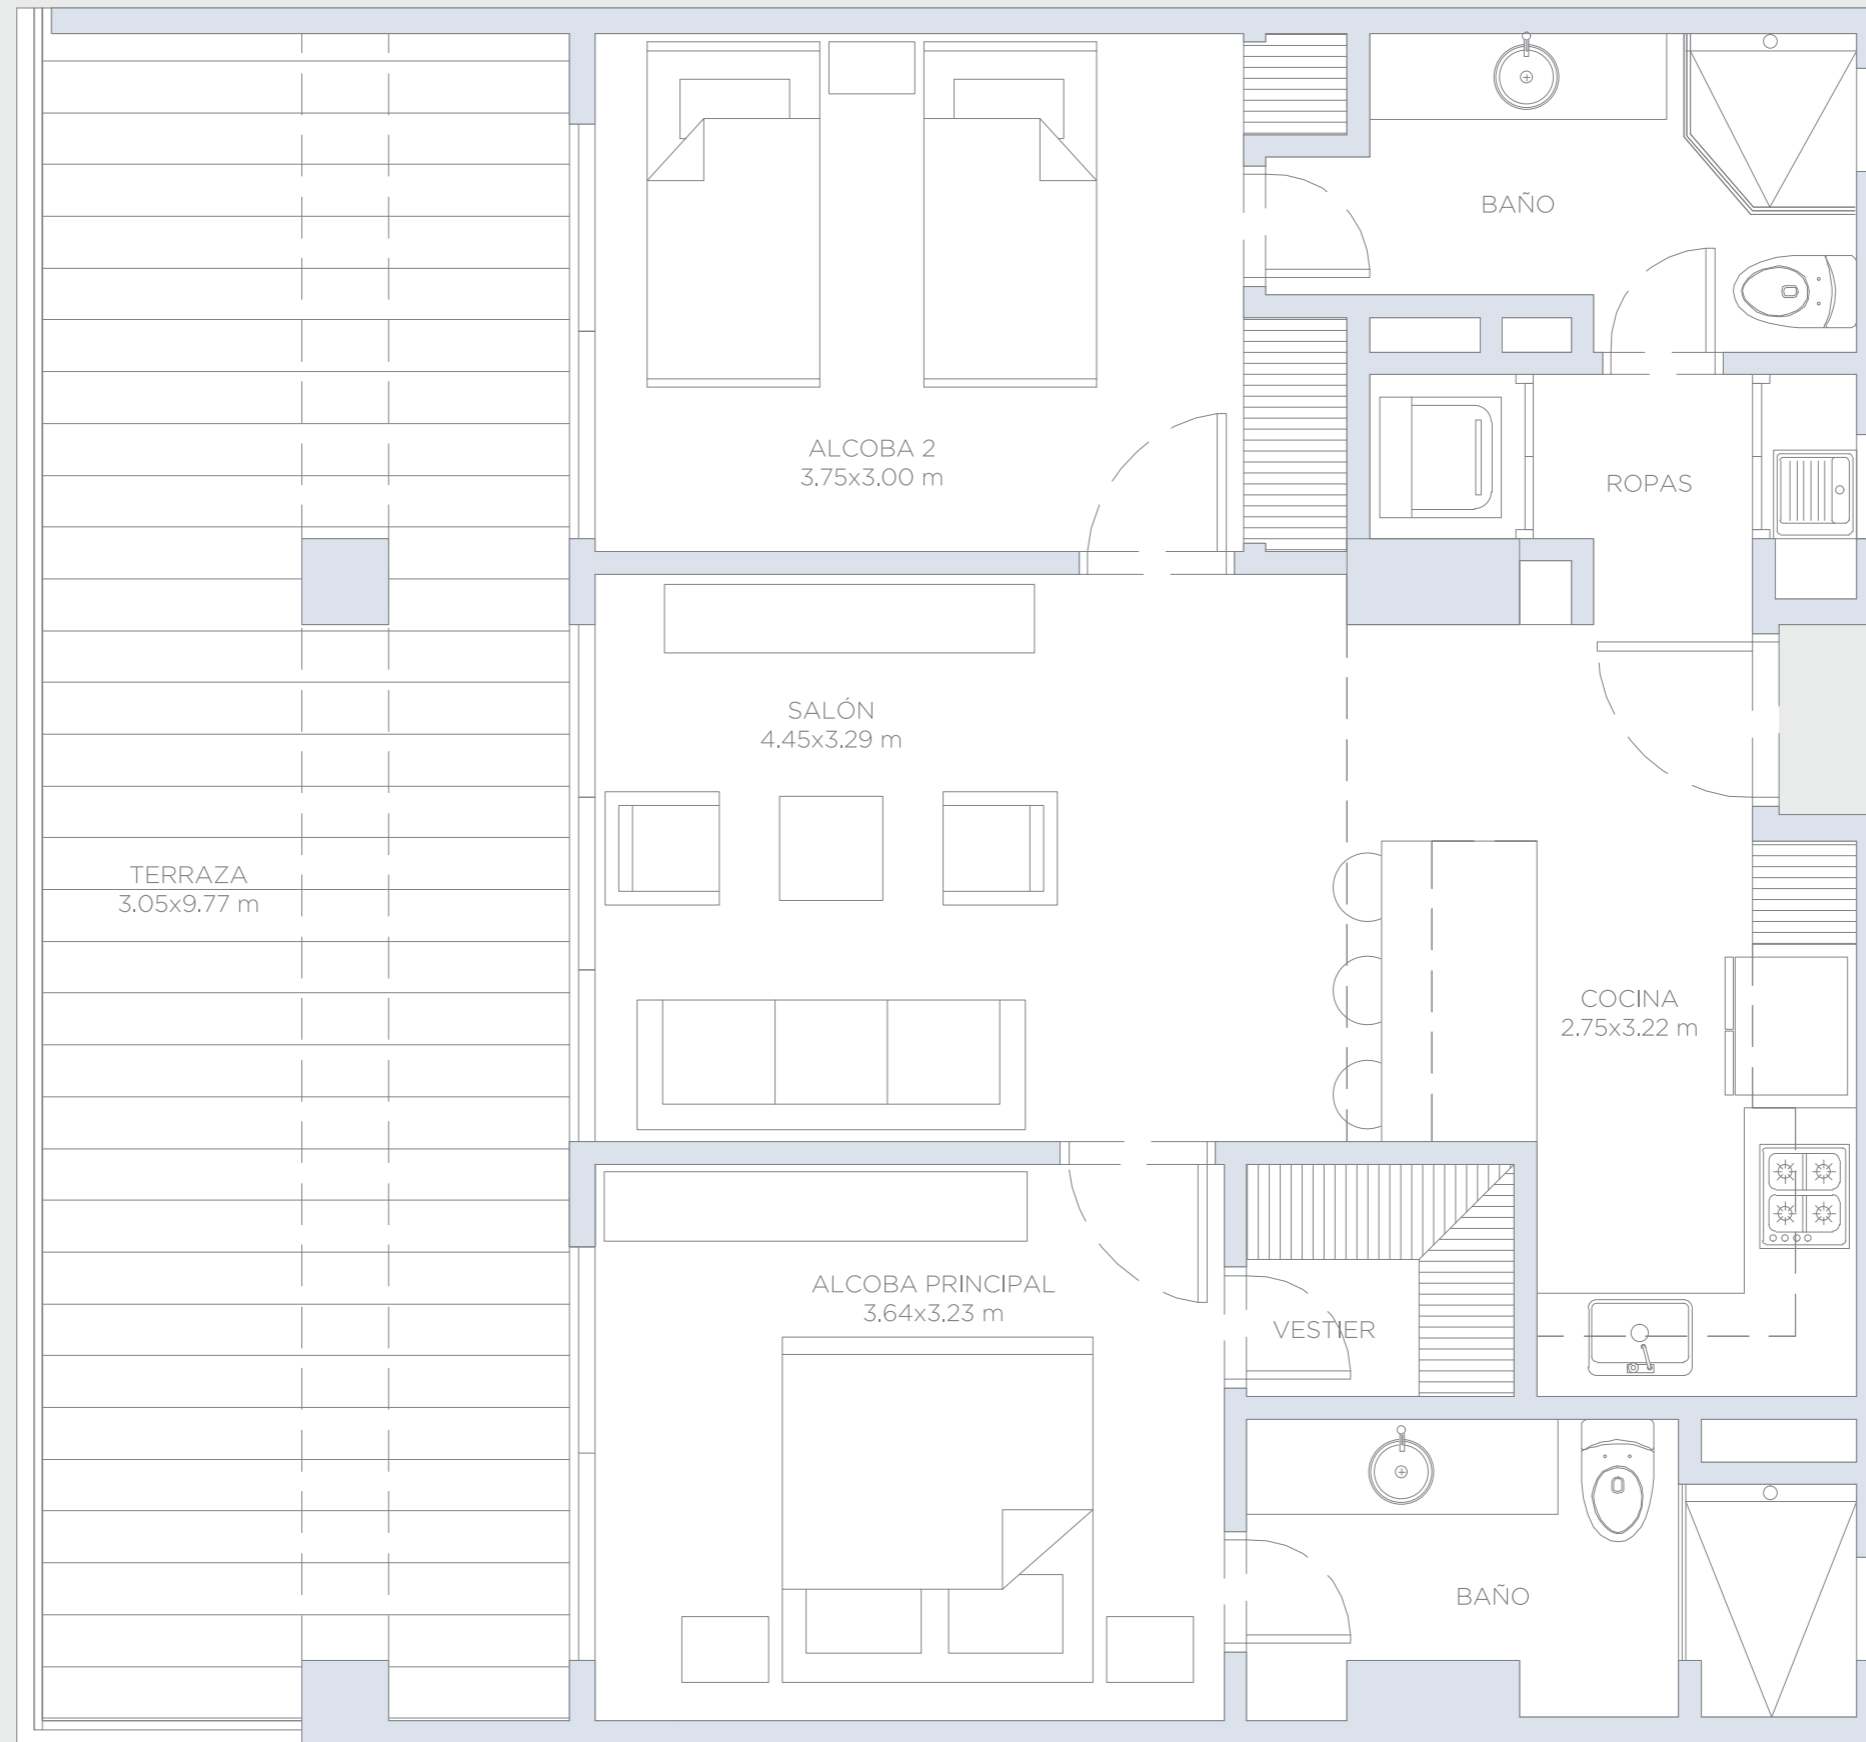 BAÑO
ALCOBA 2
3.75x3.00 m
ROPAS
SALÓN
4.45x3.29 m
TERRAZA
3.05x9.77 m
COCINA
2.75x3.22 m
ALCOBA PRINCIPAL
3.64x3.23 m
VESTIER
BAÑO